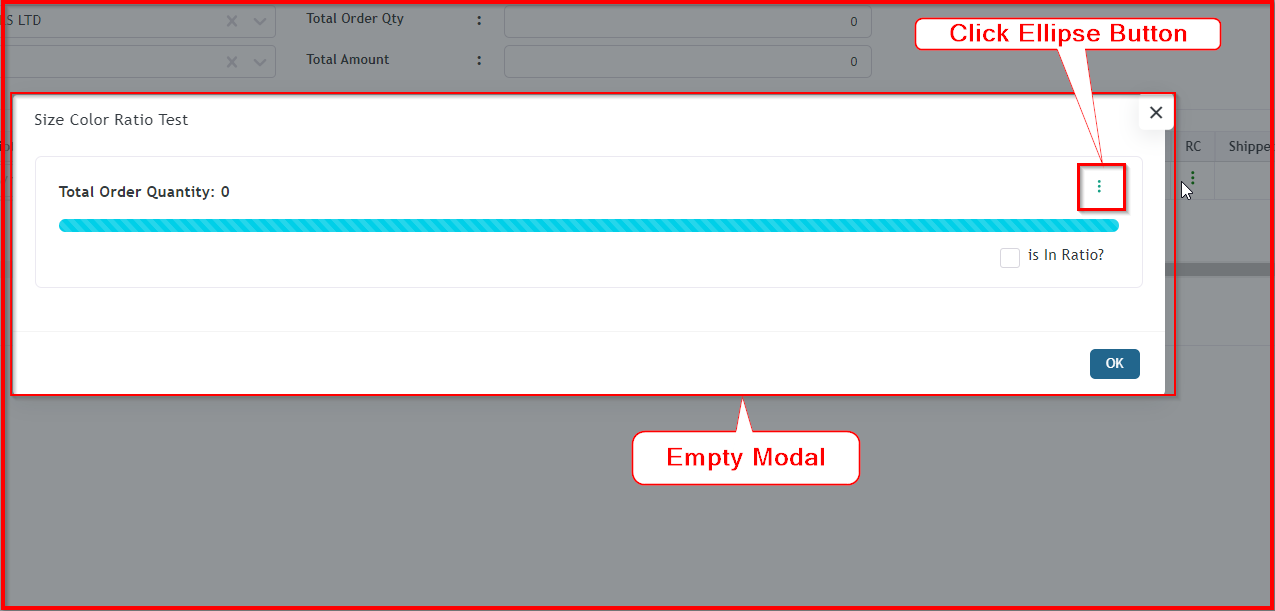 LS LTD
Total Order Qty : 0
Click Ellipse Button
Total Amount : 0
Size Color Ratio Test
RC Shippe
Total Order Quantity: 0
is In Ratio?
OK
Empty Modal